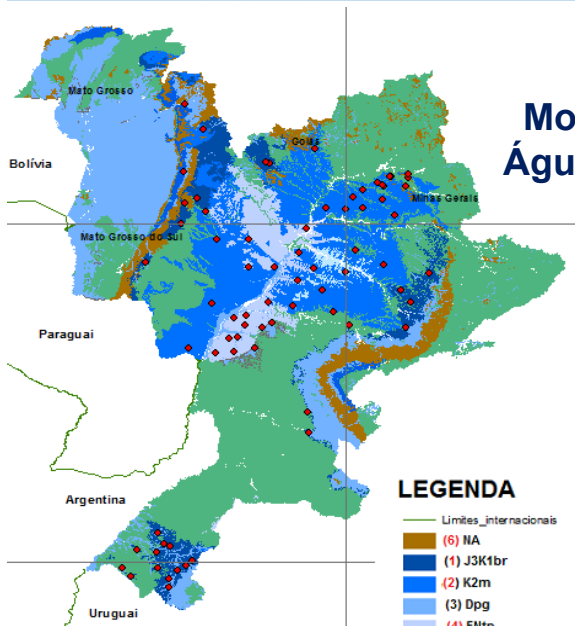 Mato Grosso
Bolívia
Goiás
Mo
Águ
Minas Gerais
Mato Grosso do Sul
Paraguai
Argentina
Uruguai
LEGENDA
Limites_internacionais
(6) NA
(1) J3K1br
(2) K2m
(3) Dpg